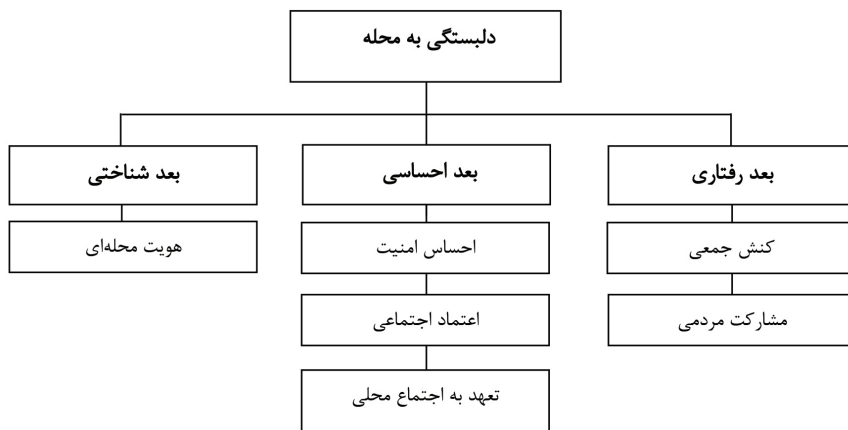 دلبستگی به محله
بعد رفتاری
بعد احساسی
بعد شناختی
کنش جمعی
احساس امنیت
هویت محله‌ای
مشارکت مردمی
اعتماد اجتماعی
تعهد به اجتماع محلی